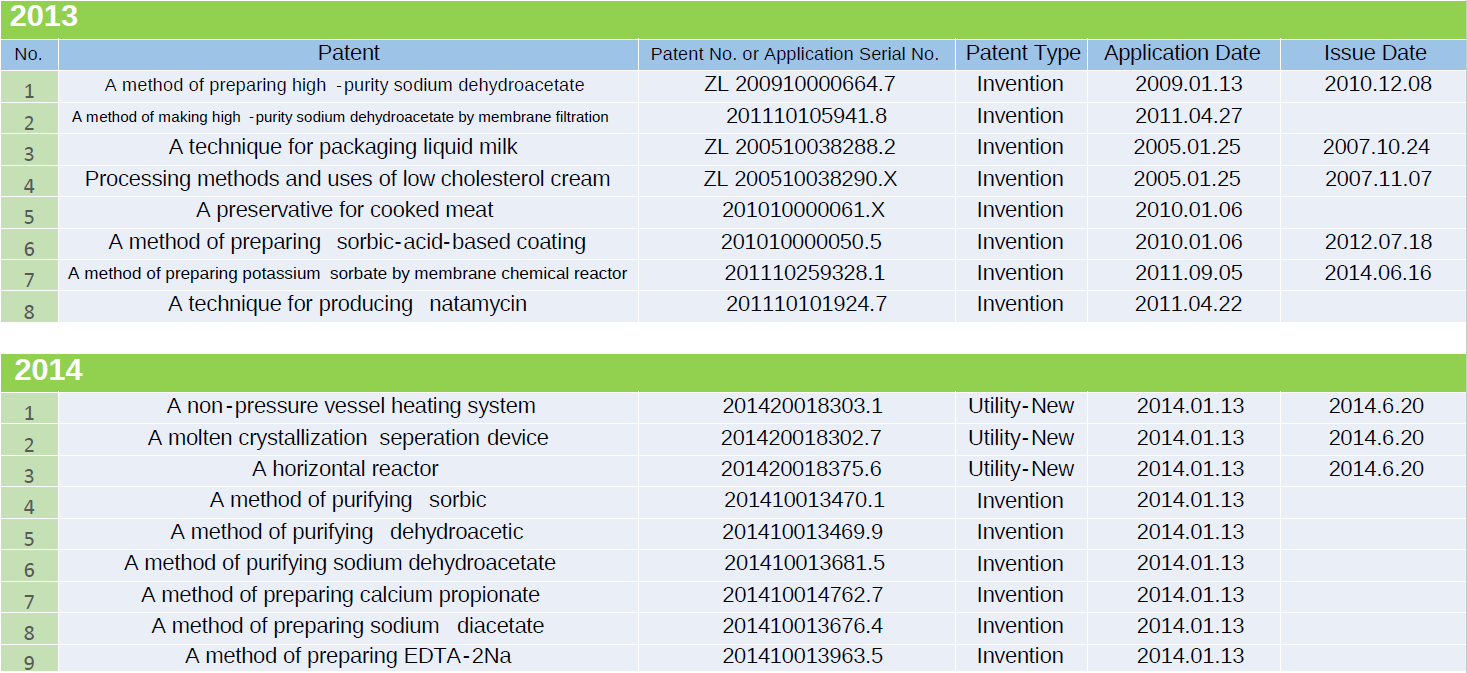 2013
No. Patent Patent No. or Application Serial No. Patent Type Application Date Issue Date
1 A method of preparing high -purity sodium dehydroacetate ZL 200910000664.7 Invention 2009.01.13 2010.12.08
2 A method of making high -purity sodium dehydroacetate by membrane filtration 201110105941.8 Invention 2011.04.27
3 A technique for packaging liquid milk ZL 200510038288.2 Invention 2005.01.25 2007.10.24
4 Processing methods and uses of low cholesterol cream ZL 200510038290.X Invention 2005.01.25 2007.11.07
5 A preservative for cooked meat 201010000061.X Invention 2010.01.06
6 A method of preparing sorbic-acid-based coating 201010000050.5 Invention 2010.01.06 2012.07.18
7 A method of preparing potassium sorbate by membrane chemical reactor 201110259328.1 Invention 2011.09.05 2014.06.16
8 A technique for producing natamycin 201110101924.7 Invention 2011.04.22
2014
1 A non-pressure vessel heating system 201420018303.1 Utility-New 2014.01.13 2014.6.20
2 A molten crystallization seperation device 201420018302.7 Utility-New 2014.01.13 2014.6.20
3 A horizontal reactor 201420018375.6 Utility-New 2014.01.13 2014.6.20
4 A method of purifying sorbic 201410013470.1 Invention 2014.01.13
5 A method of purifying dehydroacetic 201410013469.9 Invention 2014.01.13
6 A method of purifying sodium dehydroacetate 201410013681.5 Invention 2014.01.13
7 A method of preparing calcium propionate 201410014762.7 Invention 2014.01.13
8 A method of preparing sodium diacetate 201410013676.4 Invention 2014.01.13
9 A method of preparing EDTA-2Na 201410013963.5 Invention 2014.01.13